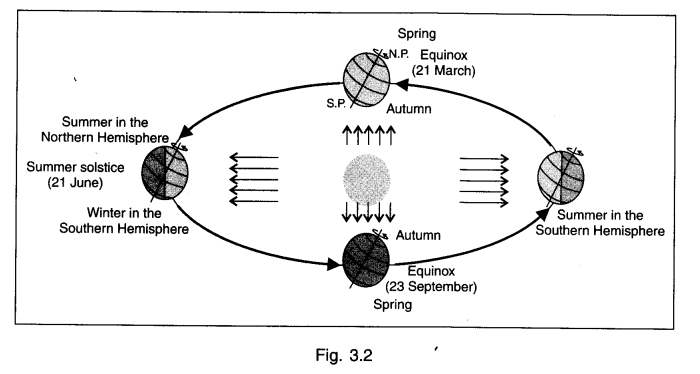 Spring
N.P. Equinox
(21 March)
S.P.
Autumn
Summer in the
Northern Hemisphere
Summer solstice
(21 June)
Winter in the
Southern Hemisphere
Summer in the
Southern Hemisphere
Autumn
Equinox
(23 September)
Spring
Fig. 3.2